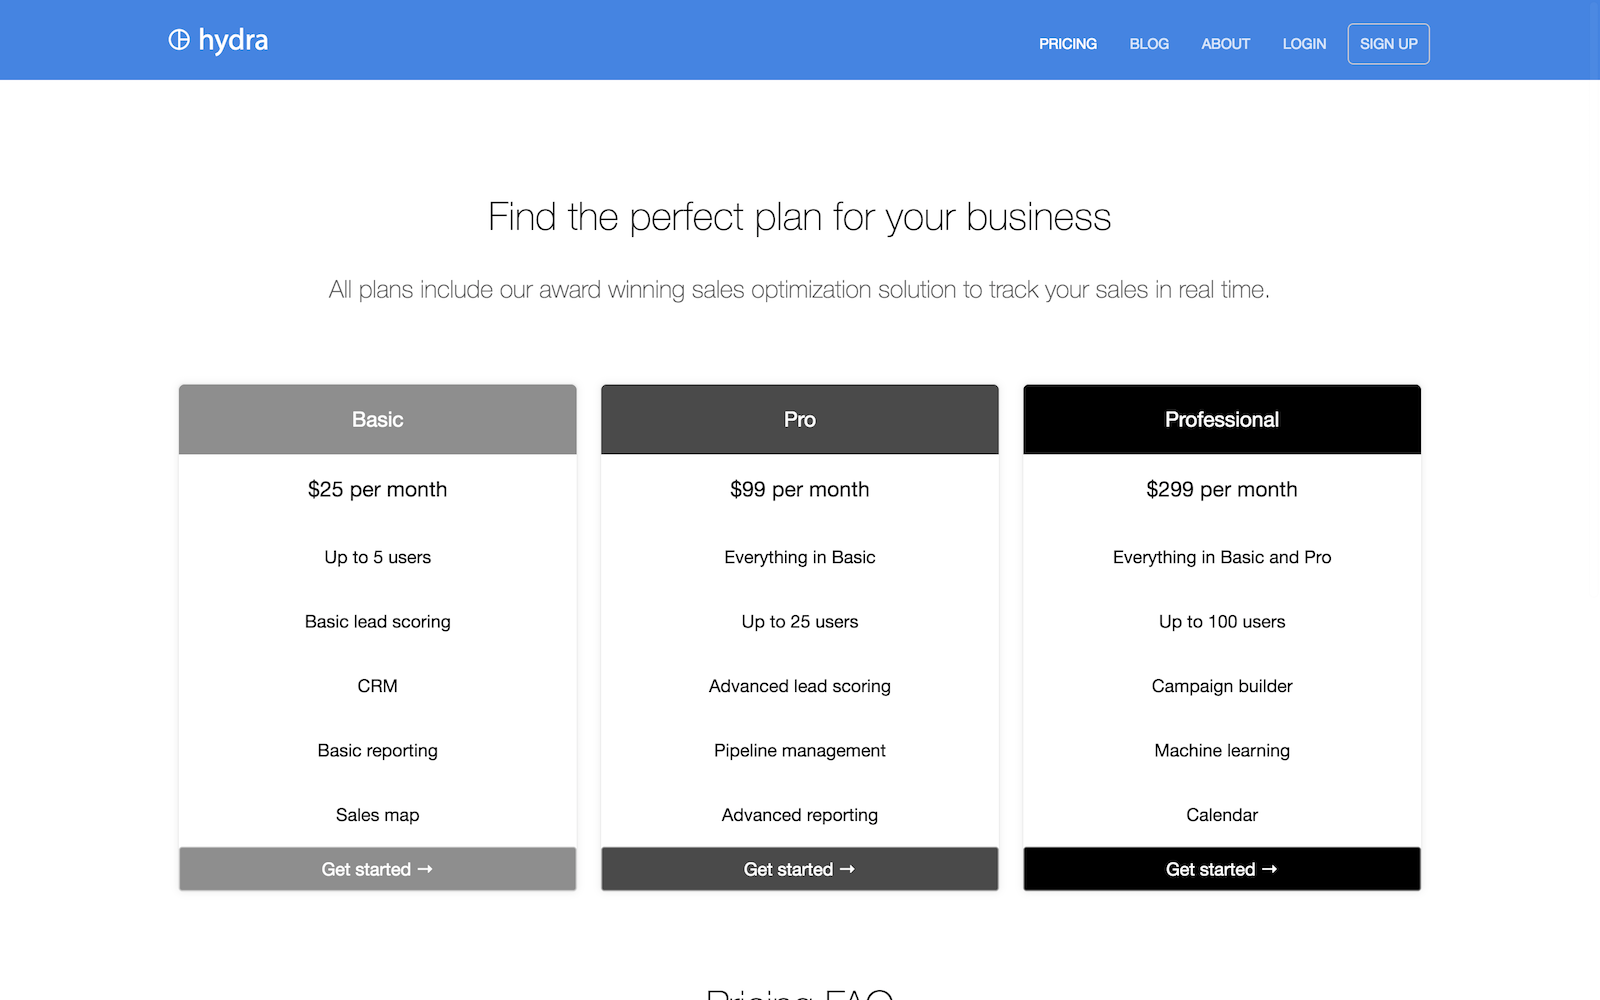 hydra
PRICING BLOG ABOUT LOGIN SIGN UP
Find the perfect plan for your business
All plans include our award winning sales optimization solution to track your sales in real time.
Basic
$25 per month
Up to 5 users
Basic lead scoring
CRM
Basic reporting
Sales map
Get started →
Pro
$99 per month
Everything in Basic
Up to 25 users
Advanced lead scoring
Pipeline management
Advanced reporting
Get started →
Professional
$299 per month
Everything in Basic and Pro
Up to 100 users
Campaign builder
Machine learning
Calendar
Get started →
Pricing FAQ